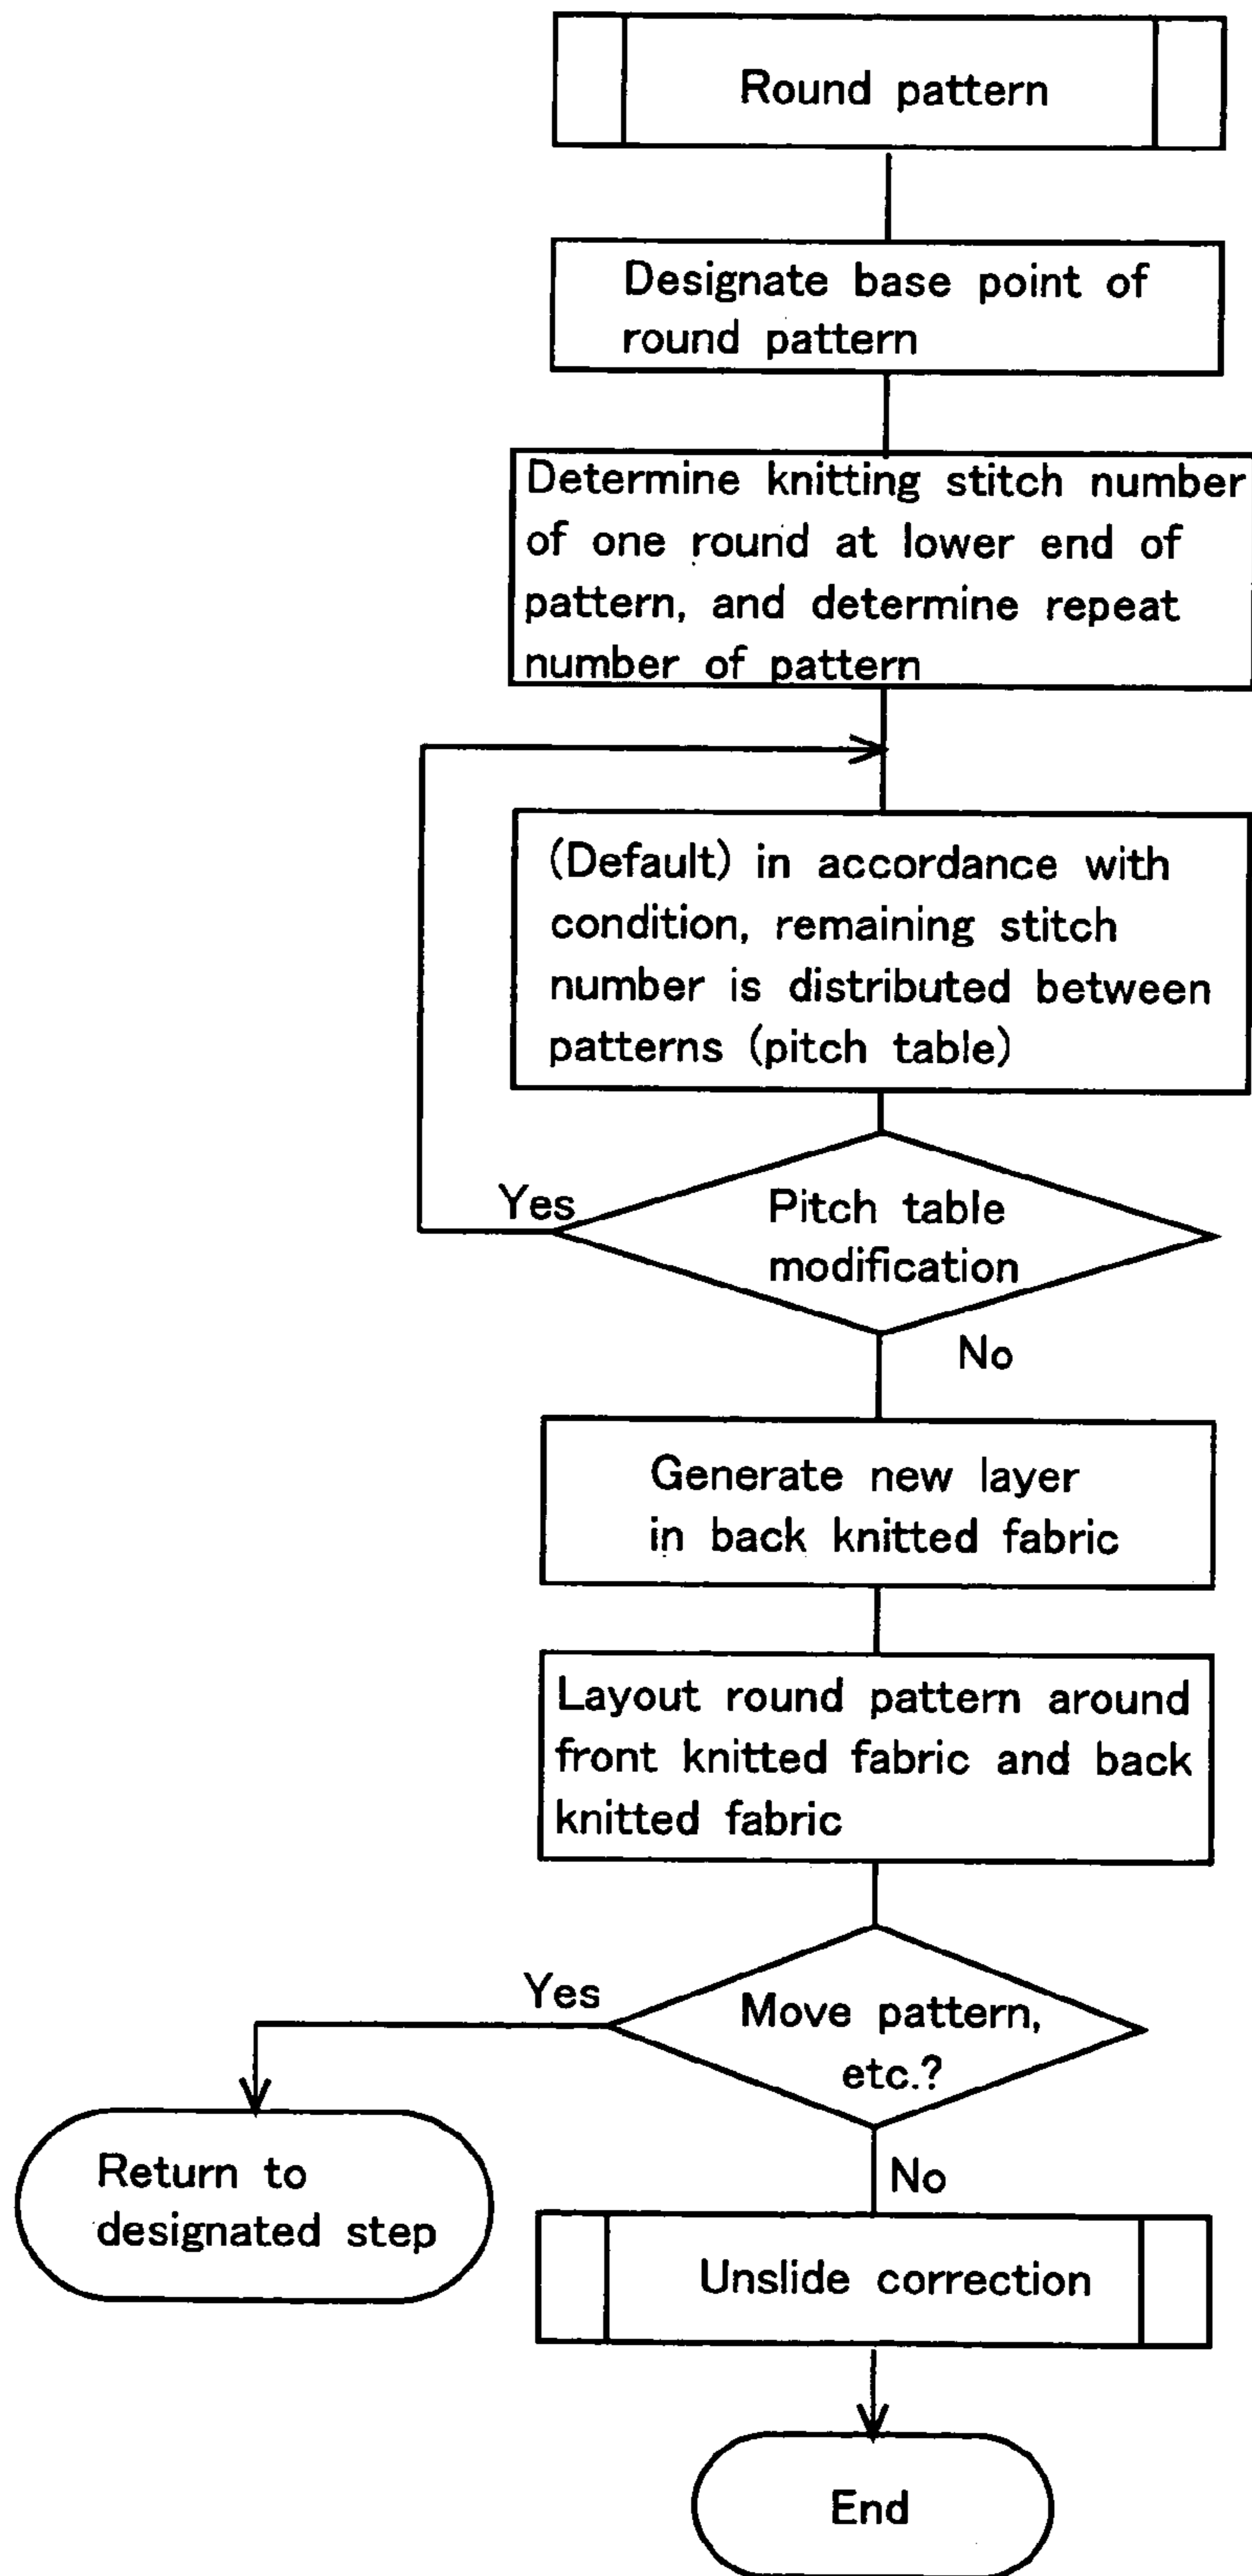 Round pattern
Designate base point of
round pattern
Determine knitting stitch number
of one round at lower end of
pattern, and determine repeat
number of pattern
(Default) in accordance with
condition, remaining stitch
number is distributed between
patterns (pitch table)
Yes
Pitch table
modification
No
Generate new layer
in back knitted fabric
Layout round pattern around
front knitted fabric and back
knitted fabric
Yes
Move pattern,
etc.?
Return to
designated step
No
Unslide correction
End